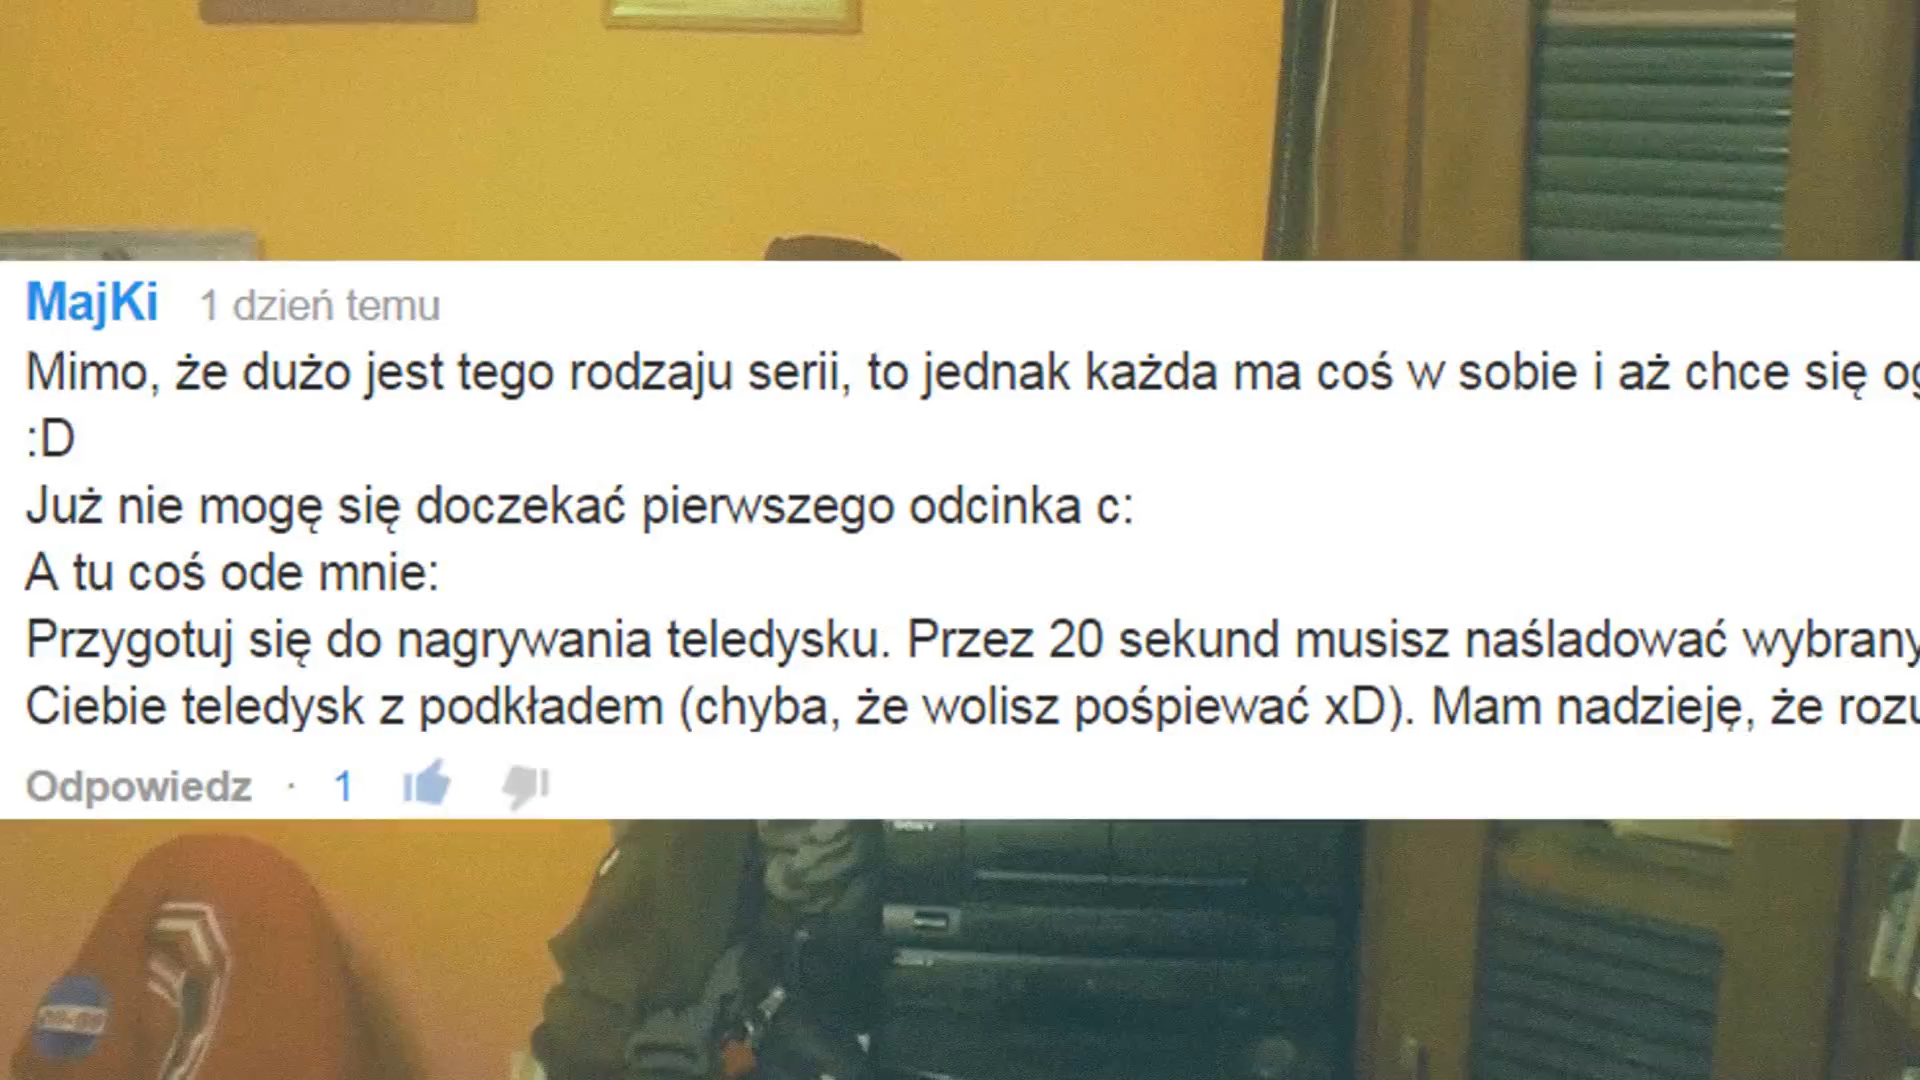 MajKi 1 dzień temu
Mimo, że dużo jest tego rodzaju serii, to jednak każda ma coś w sobie i aż chce się
:D
Już nie mogę się doczekać pierwszego odcinka c:
A tu coś ode mnie:
Przygotuj się do nagrywania teledysku. Przez 20 sekund musisz naśladować
Ciebie teledysk z podkładem (chyba, że wolisz pośpiewać xD). Mam nadzieję, że
Odpowiedz · 1